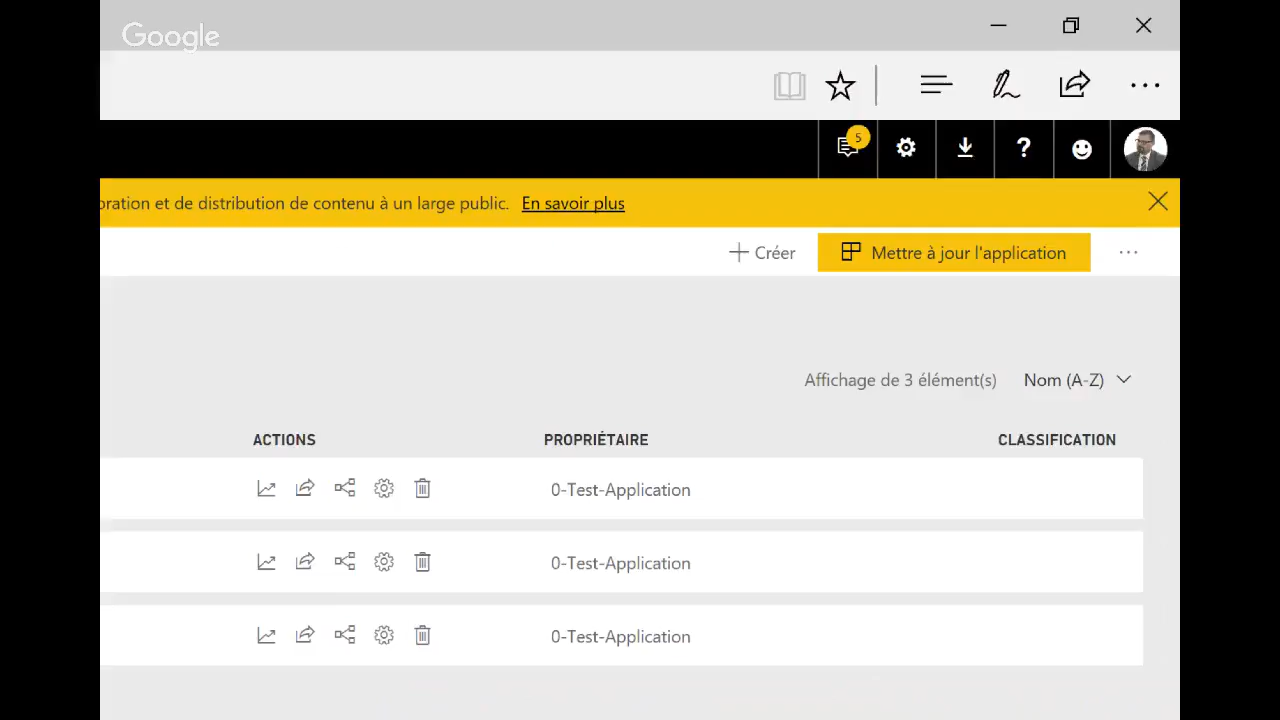 Google
5
?
oration et de distribution de contenu à un large public. En savoir plus
Créer
Mettre à jour l'application
Affichage de 3 élément(s)
Nom (A-Z)
ACTIONS
PROPRIÉTAIRE
CLASSIFICATION
0-Test-Application
0-Test-Application
0-Test-Application